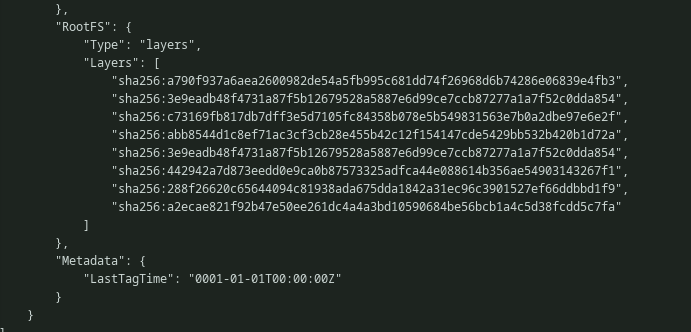 },
"RootFS": {
"Type": "layers",
"Layers": [
"sha256:a790f937a6aea2600982de54a5fb995c681dd74f26968d6b74286e06839e4fb3",
"sha256:3e9eadb48f4731a87f5b12679528a5887e6d99ce7ccb87277a1a7f52c0dda854",
"sha256:c73169fb817db7dff3e5d7105fc84358b078e5b549831563e7b0a2dbe97e6e2f",
"sha256:abb8544d1c8ef71ac3cf3cb28e455b42c12f154147cde5429bb532b420b1d72a",
"sha256:3e9eadb48f4731a87f5b12679528a5887e6d99ce7ccb87277a1a7f52c0dda854",
"sha256:442942a7d873eedd0e9ca0b87573325adfca44e088614b356ae54903143267f1",
"sha256:288f26620c65644094c81938ada675dda1842a31ec96c3901527ef66ddbbd1f9",
"sha256:a2ecae821f92b47e50ee261dc4a4a3bd10590684be56bcb1a4c5d38fcdd5c7fa"
]
},
"Metadata": {
"LastTagTime": "0001-01-01T00:00:00Z"
}
}
]